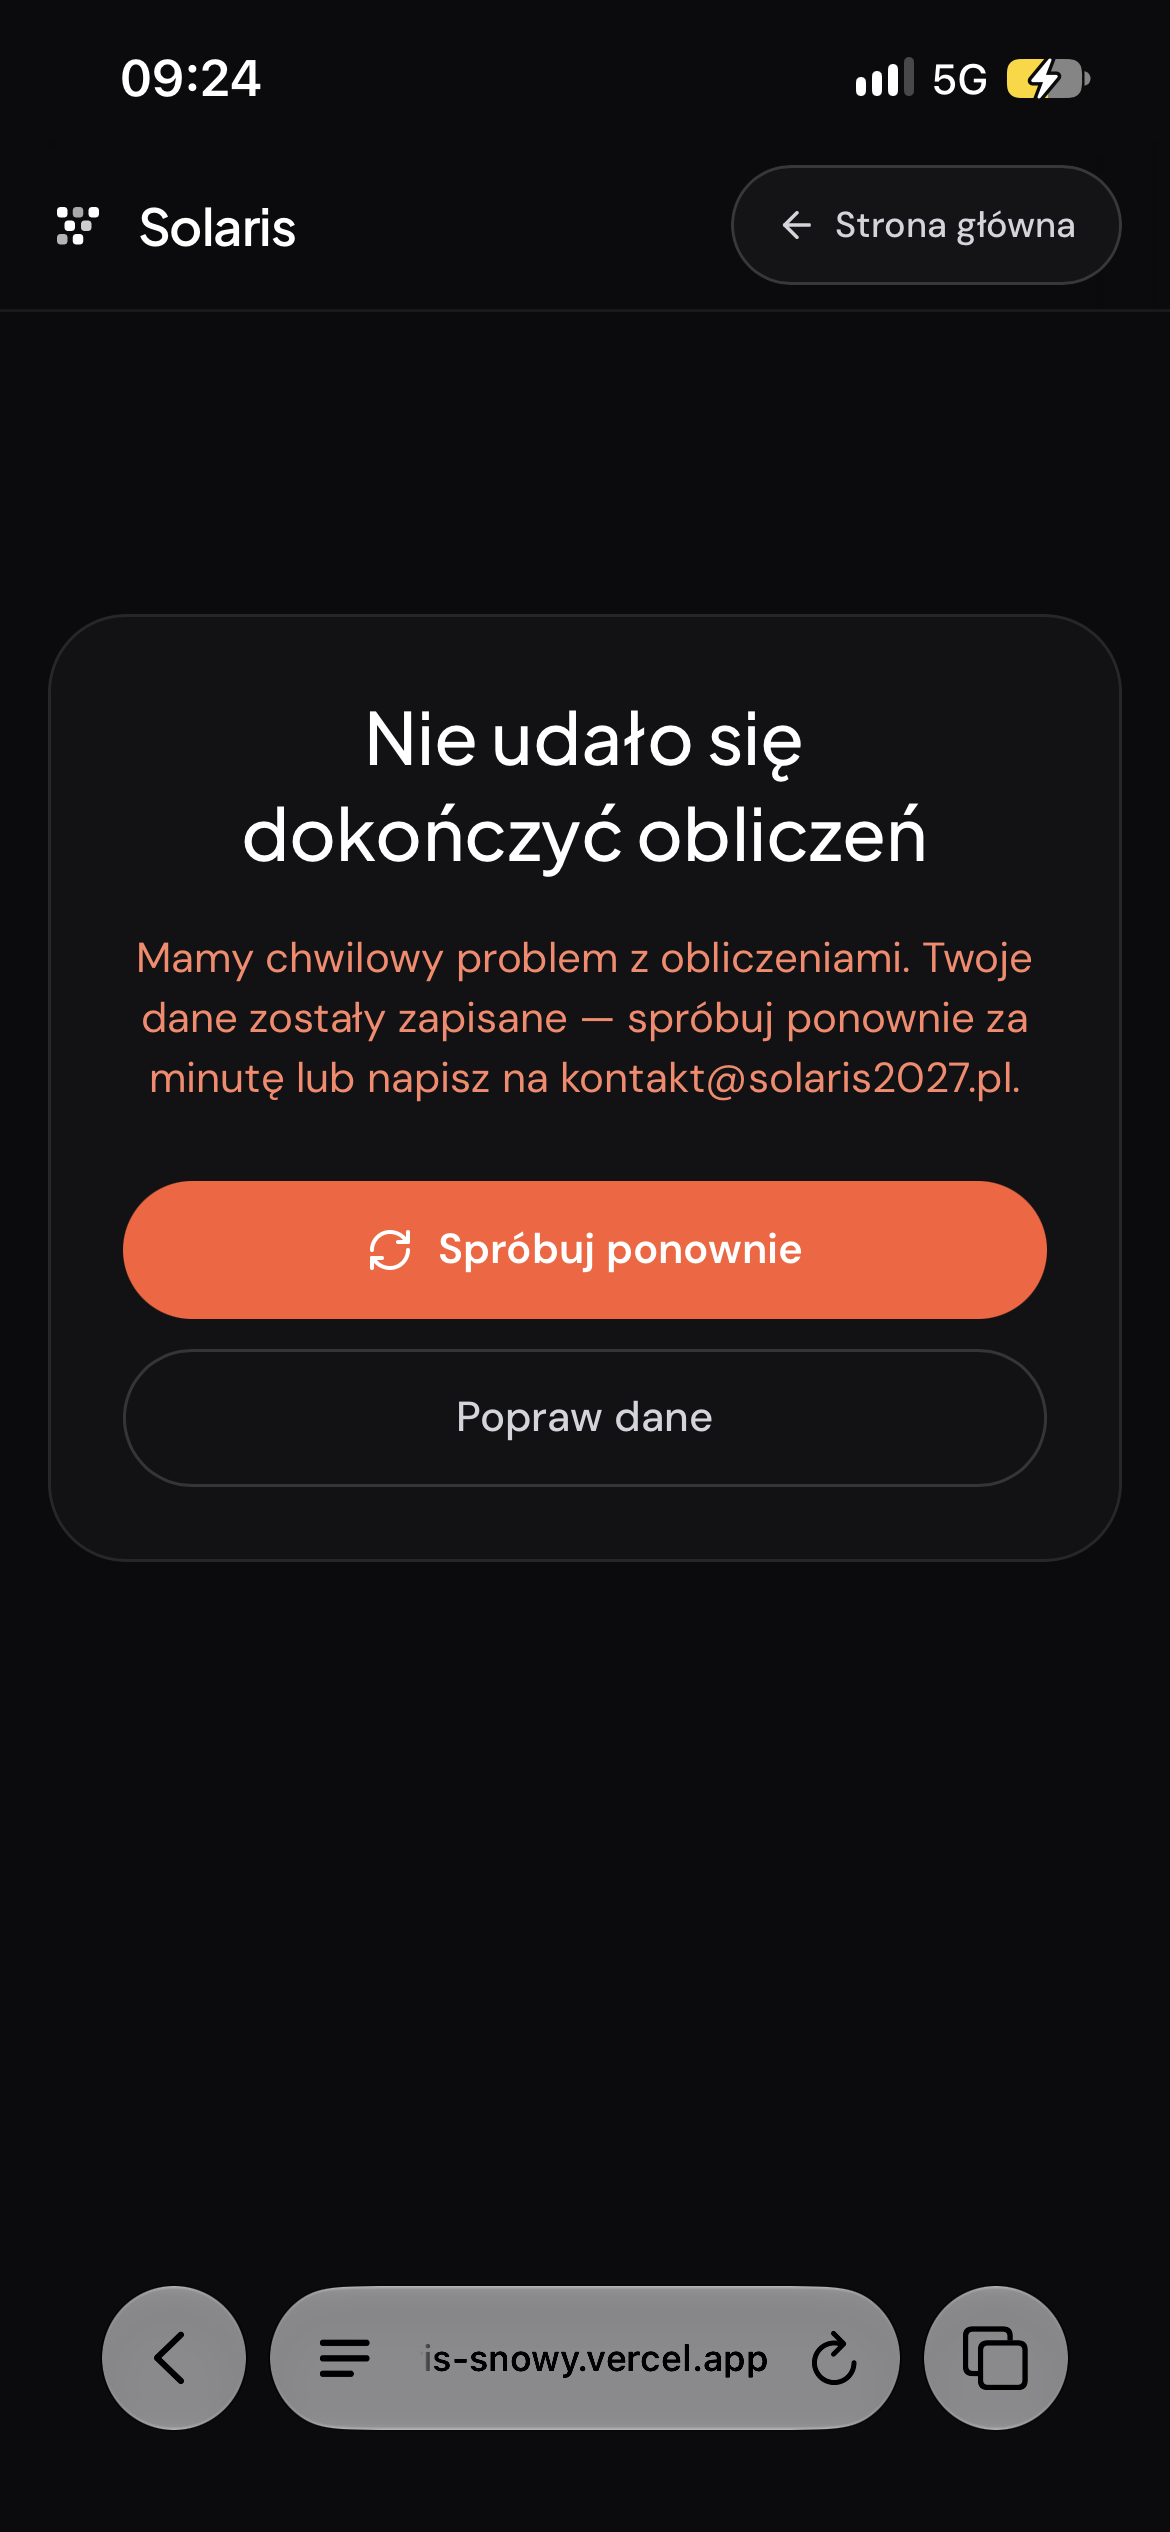 09:24
5G
Solaris
← Strona główna
Nie udało się
dokończyć obliczeń
Mamy chwilowy problem z obliczeniami. Twoje
dane zostały zapisane — spróbuj ponownie za
minutę lub napisz na kontakt@solaris2027.pl.
Spróbuj ponownie
Popraw dane
is-snowy.vercel.app